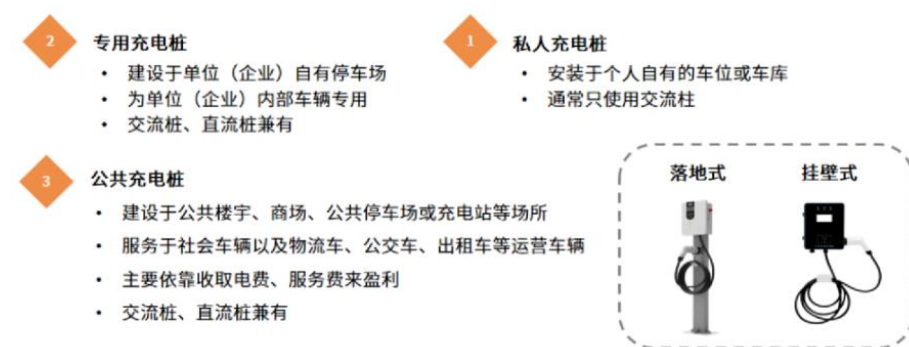 2
专用充电桩
• 建设于单位（企业）自有停车场
• 为单位（企业）内部车辆专用
• 交流桩、直流桩兼有
1
私人充电桩
• 安装于个人自有的车位或车库
• 通常只使用交流柱
3
公共充电桩
• 建设于公共楼宇、商场、公共停车场或充电站等场所
• 服务于社会车辆以及物流车、公交车、出租车等运营车辆
• 主要依靠收取电费、服务费来盈利
• 交流桩、直流桩兼有
落地式
挂壁式